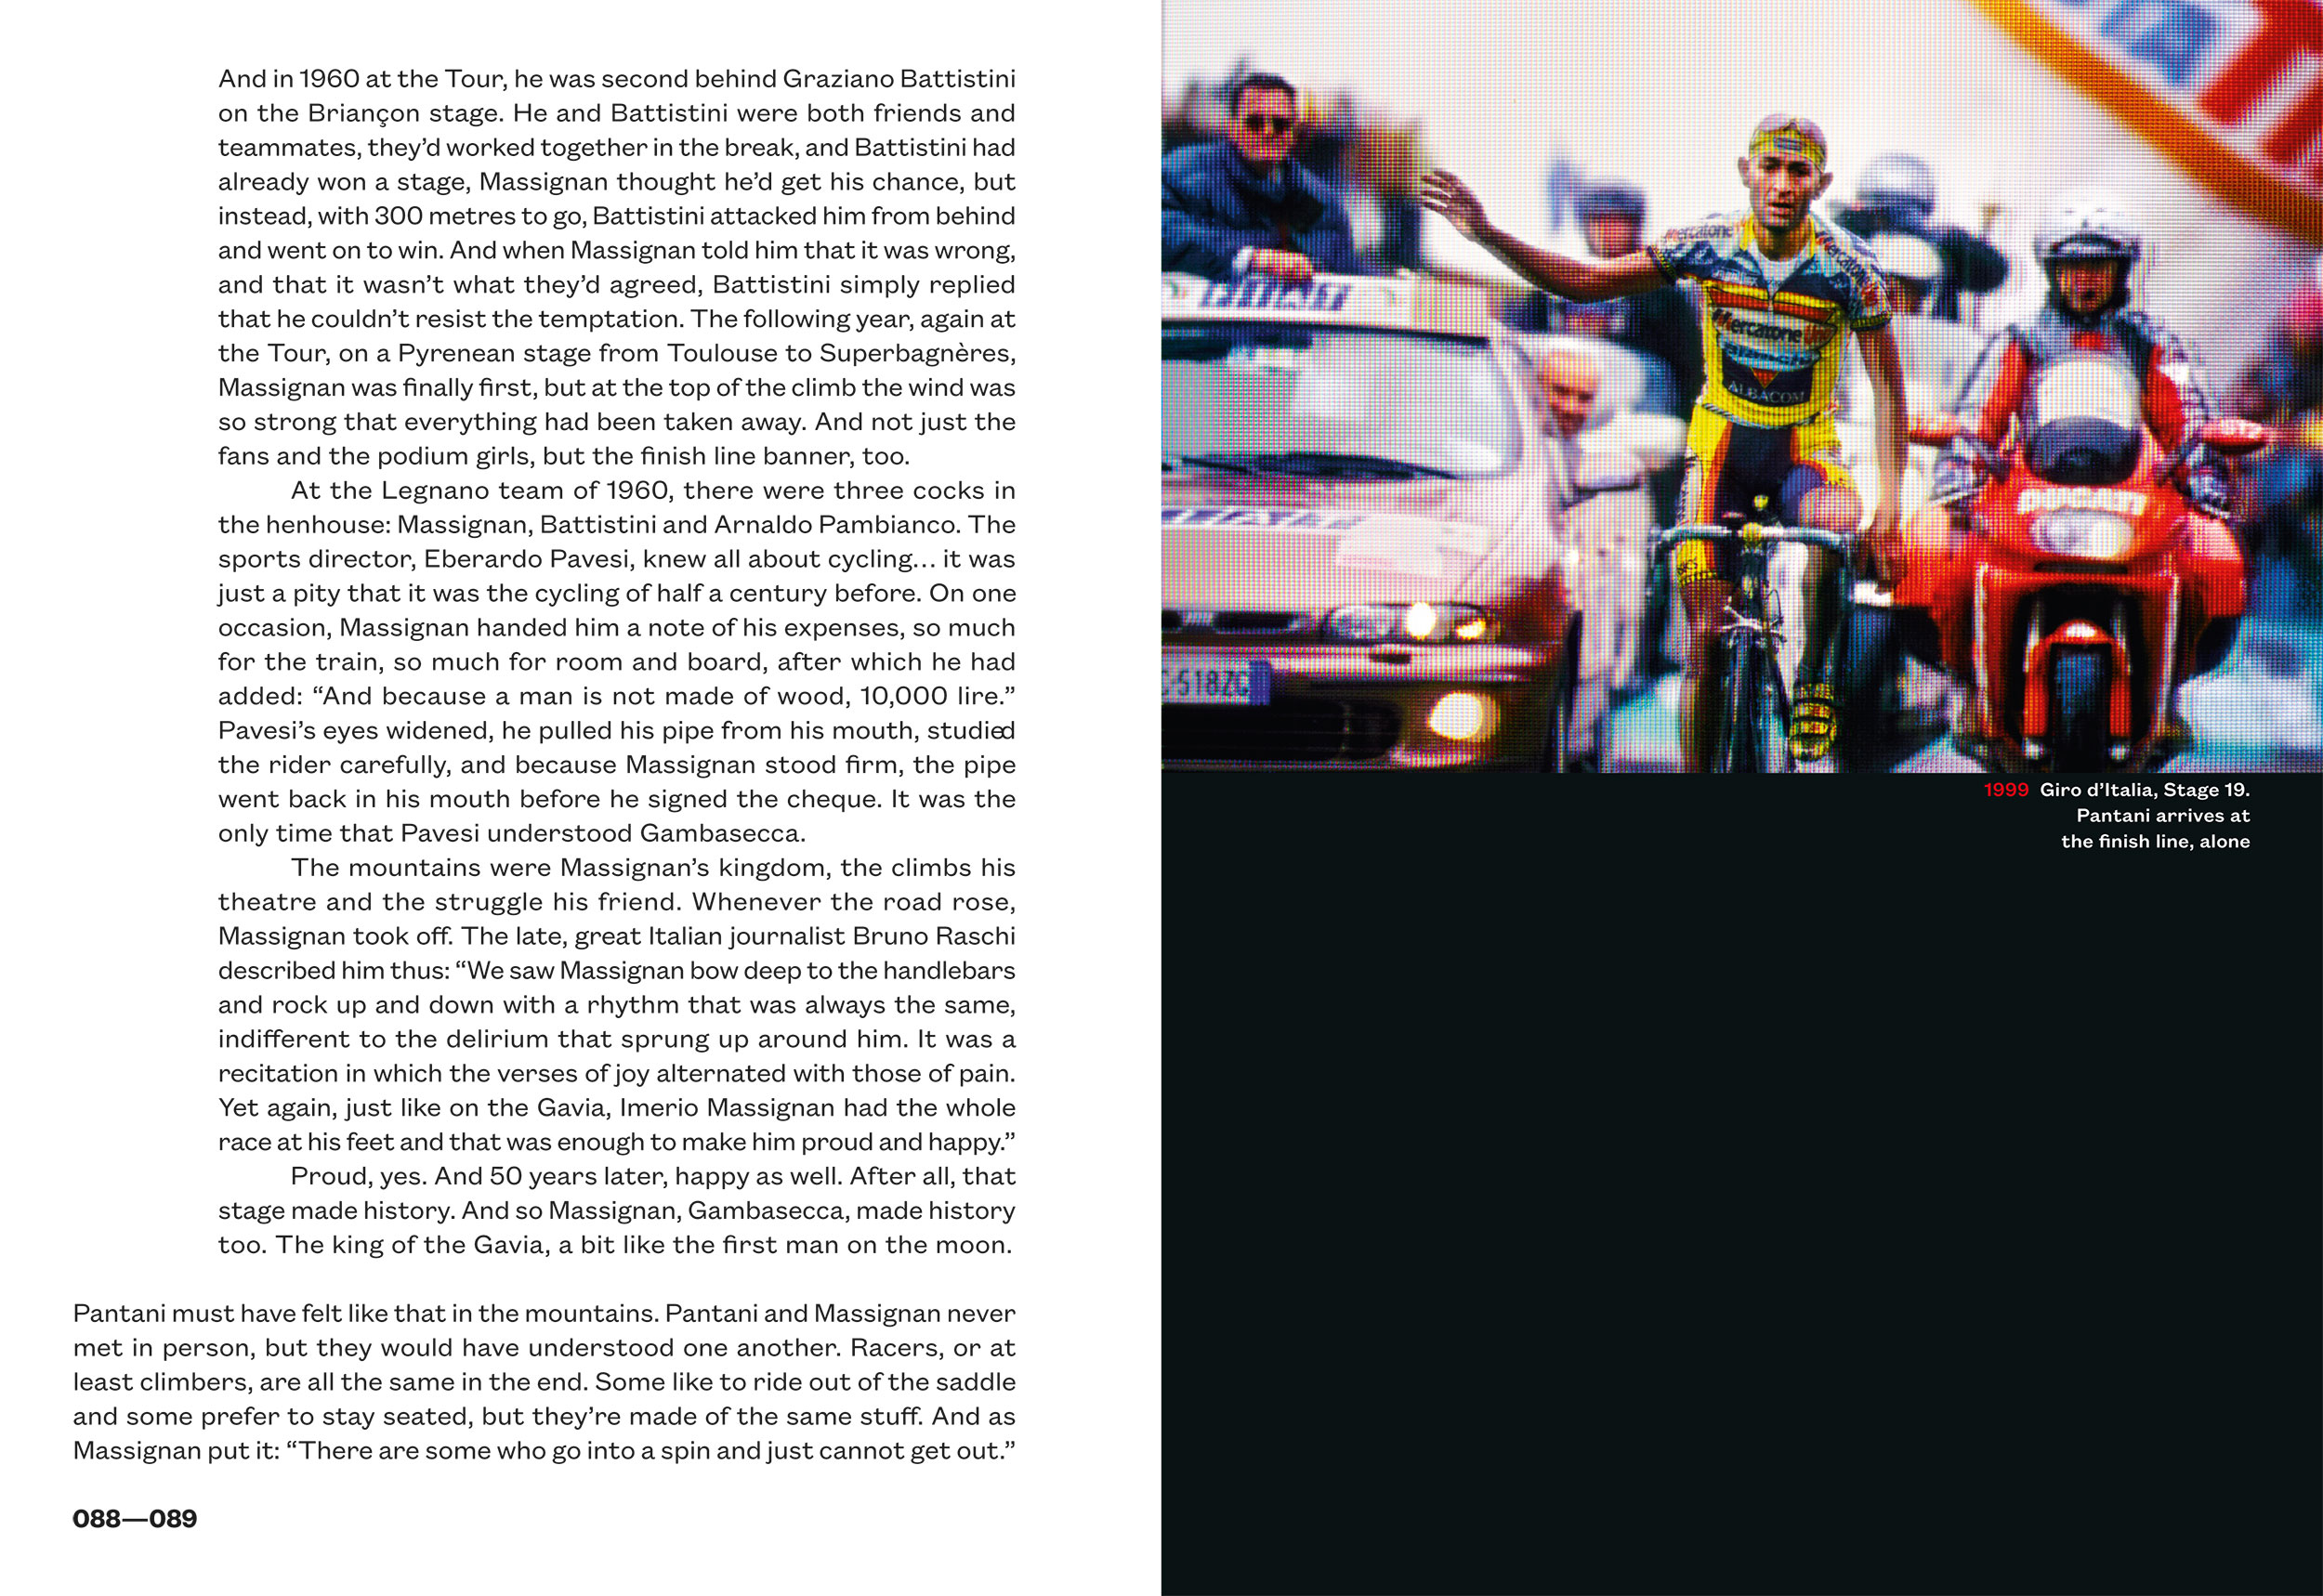 And in 1960 at the Tour, he was second behind Graziano Battistini
on the Briançon stage. He and Battistini were both friends and
teammates, they’d worked together in the break, and Battistini had
already won a stage, Massignan thought he’d get his chance, but
instead, with 300 metres to go, Battistini attacked him from behind
and went on to win. And when Massignan told him that it was wrong,
and that it wasn’t what they’d agreed, Battistini simply replied
that he couldn’t resist the temptation. The following year, again at
the Tour, on a Pyrenean stage from Toulouse to Superbagnères,
Massignan was finally first, but at the top of the climb the wind was
so strong that everything had been taken away. And not just the
fans and the podium girls, but the finish line banner, too.
At the Legnano team of 1960, there were three cocks in
the henhouse: Massignan, Battistini and Arnaldo Pambianco. The
sports director, Eberardo Pavesi, knew all about cycling… it was
just a pity that it was the cycling of half a century before. On one
occasion, Massignan handed him a note of his expenses, so much
for the train, so much for room and board, after which he had
added: “And because a man is not made of wood, 10,000 lire.”
Pavesi’s eyes widened, he pulled his pipe from his mouth, studied
the rider carefully, and because Massignan stood firm, the pipe
went back in his mouth before he signed the cheque. It was the
only time that Pavesi understood Gambasecca.
The mountains were Massignan’s kingdom, the climbs his
theatre and the struggle his friend. Whenever the road rose,
Massignan took off. The late, great Italian journalist Bruno Raschi
described him thus: “We saw Massignan bow deep to the handlebars
and rock up and down with a rhythm that was always the same,
indifferent to the delirium that sprung up around him. It was a
recitation in which the verses of joy alternated with those of pain.
Yet again, just like on the Gavia, Imerio Massignan had the whole
race at his feet and that was enough to make him proud and happy.”
Proud, yes. And 50 years later, happy as well. After all, that
stage made history. And so Massignan, Gambasecca, made history
too. The king of the Gavia, a bit like the first man on the moon.
Pantani must have felt like that in the mountains. Pantani and Massignan never
met in person, but they would have understood one another. Racers, or at
least climbers, are all the same in the end. Some like to ride out of the saddle
and some prefer to stay seated, but they’re made of the same stuff. And as
Massignan put it: “There are some who go into a spin and just cannot get out.”
088—089
Mercatone
Mercatone
Mercatone
ALBACOM
DUCATI
518ZG
1999 Giro d’Italia, Stage 19.
Pantani arrives at
the finish line, alone